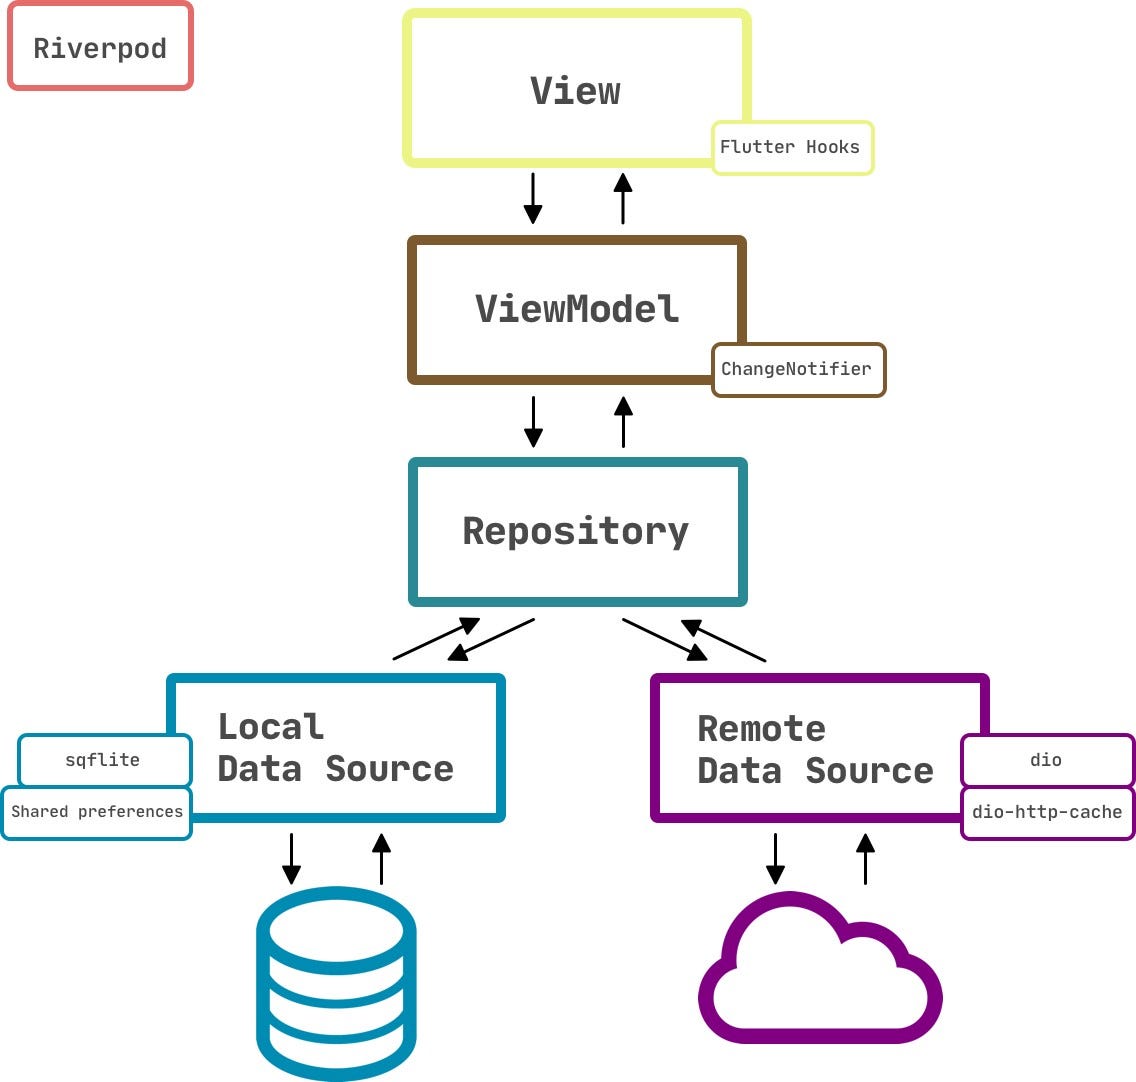 Riverpod
View
Flutter Hooks
ViewModel
ChangeNotifier
Repository
Local
Data Source
sqflite
Shared preferences
Remote
Data Source
dio
dio-http-cache